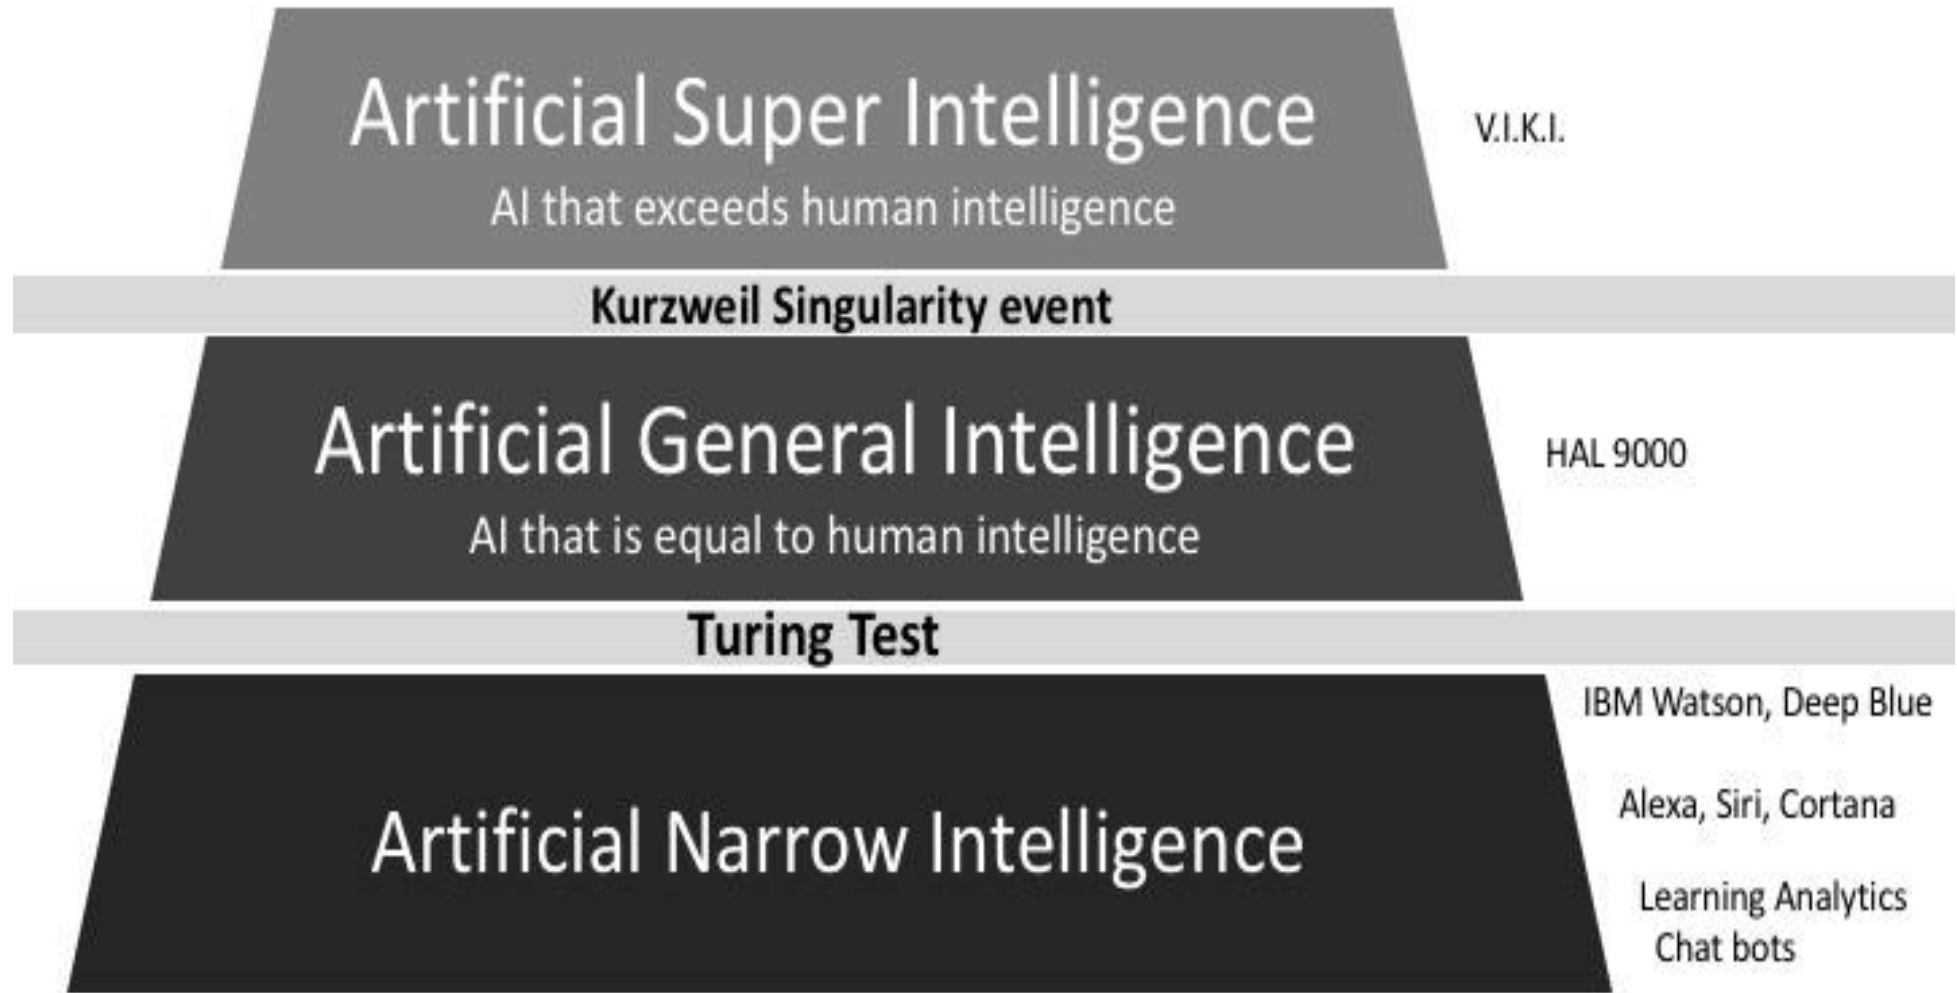 Artificial Super Intelligence
AI that exceeds human intelligence
V.I.K.I.
Kurzweil Singularity event
Artificial General Intelligence
AI that is equal to human intelligence
HAL 9000
Turing Test
Artificial Narrow Intelligence
IBM Watson, Deep Blue
Alexa, Siri, Cortana
Learning Analytics
Chat bots